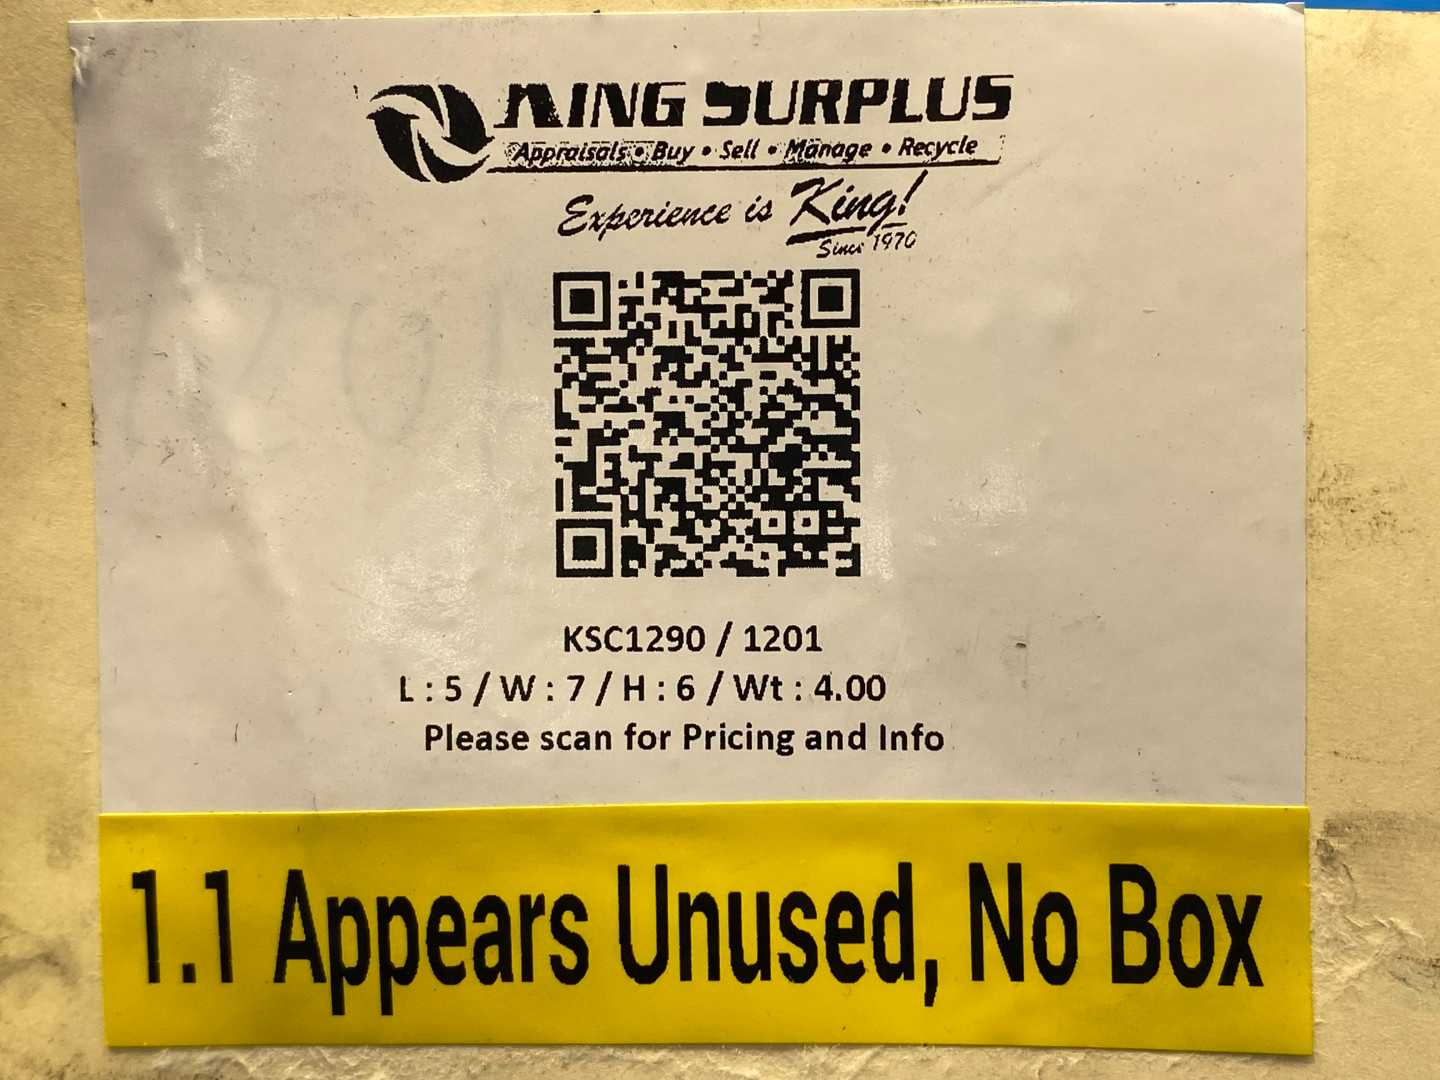 KING SURPLUS
Appraisals • Buy • Sell • Manage • Recycle
Experience is King!
Since 1970
KSC1290 / 1201
L : 5 / W : 7 / H : 6 / Wt : 4.00
Please scan for Pricing and Info
1.1 Appears Unused, No Box